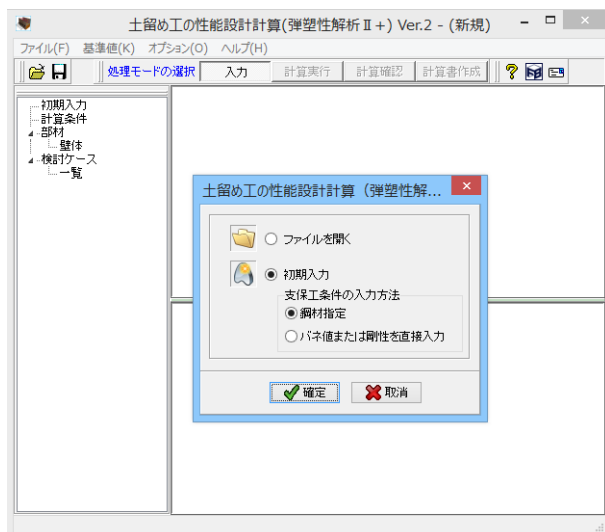 土留め工の性能設計計算(弾塑性解析Ⅱ+) Ver.2 - (新規)
ファイル(F) 基準値(K) オプション(O) ヘルプ(H)
処理モードの選択 入力 計算実行 計算確認 計算書作成
初期入力
計算条件
部材
壁体
検討ケース
一覧
土留め工の性能設計計算（弾塑性解...
ファイルを開く
初期入力
支保工条件の入力方法
鋼材指定
バネ値または剛性を直接入力
確定 取消